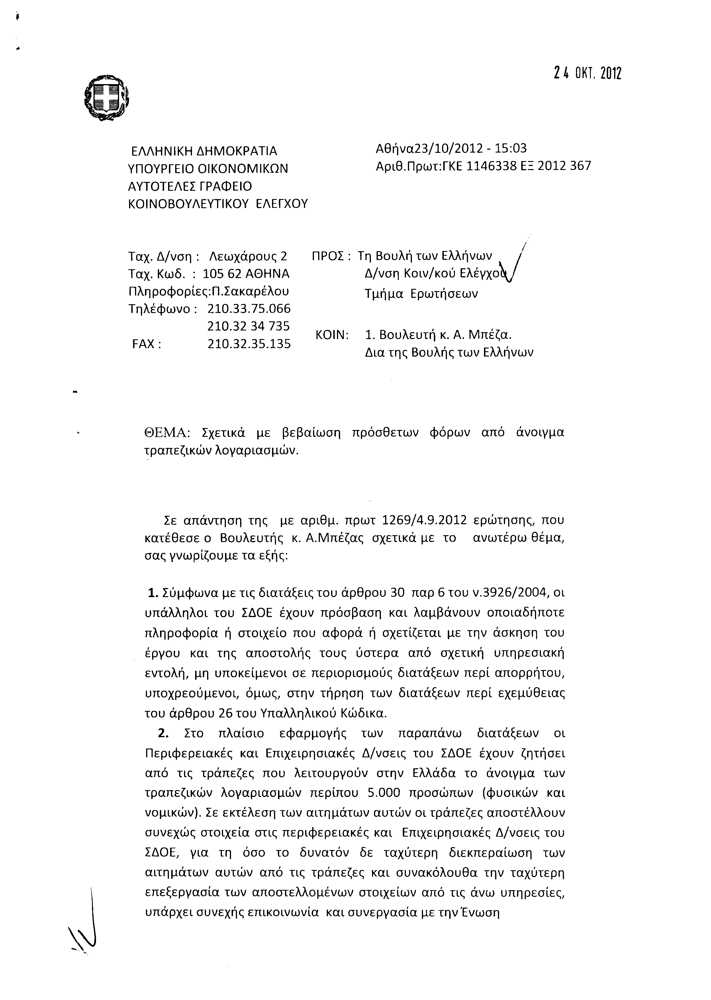 24 ΟΚΤ. 2012
ΕΛΛΗΝΙΚΗ ΔΗΜΟΚΡΑΤΙΑ
ΥΠΟΥΡΓΕΙΟ ΟΙΚΟΝΟΜΙΚΩΝ
ΑΥΤΟΤΕΛΕΣ ΓΡΑΦΕΙΟ
ΚΟΙΝΟΒΟΥΛΕΥΤΙΚΟΥ ΕΛΕΓΧΟΥ
Αθήνα23/10/2012 - 15:03
Αριθ.Πρωτ:ΓΚΕ 1146338 ΕΞ 2012 367
Ταχ. Δ/νση : Λεωχάρους 2
Ταχ. Κωδ. : 105 62 ΑΘΗΝΑ
Πληροφορίες:Π.Σακαρέλου
Τηλέφωνο : 210.33.75.066
210.32 34 735
FAX : 210.32.35.135
ΠΡΟΣ : Τη Βουλή των Ελλήνων
Δ/νση Κοιν/κού Ελέγχου
Τμήμα Ερωτήσεων
ΚΟΙΝ: 1. Βουλευτή κ. Α. Μπέζα.
Δια της Βουλής των Ελλήνων
ΘΕΜΑ: Σχετικά με βεβαίωση πρόσθετων φόρων από άνοιγμα
τραπεζικών λογαριασμών.
Σε απάντηση της με αριθμ. πρωτ 1269/4.9.2012 ερώτησης, που
κατέθεσε ο Βουλευτής κ. Α.Μπέζας σχετικά με το ανωτέρω θέμα,
σας γνωρίζουμε τα εξής:
1. Σύμφωνα με τις διατάξεις του άρθρου 30 παρ 6 του ν.3926/2004, οι
υπάλληλοι του ΣΔΟΕ έχουν πρόσβαση και λαμβάνουν οποιαδήποτε
πληροφορία ή στοιχείο που αφορά ή σχετίζεται με την άσκηση του
έργου και της αποστολής τους ύστερα από σχετική υπηρεσιακή
εντολή, μη υποκείμενοι σε περιορισμούς διατάξεων περί απορρήτου,
υποχρεούμενοι, όμως, στην τήρηση των διατάξεων περί εχεμύθειας
του άρθρου 26 του Υπαλληλικού Κώδικα.
2. Στο πλαίσιο εφαρμογής των παραπάνω διατάξεων οι
Περιφερειακές και Επιχειρησιακές Δ/νσεις του ΣΔΟΕ έχουν ζητήσει
από τις τράπεζες που λειτουργούν στην Ελλάδα το άνοιγμα των
τραπεζικών λογαριασμών περίπου 5.000 προσώπων (φυσικών και
νομικών). Σε εκτέλεση των αιτημάτων αυτών οι τράπεζες αποστέλλουν
συνεχώς στοιχεία στις περιφερειακές και Επιχειρησιακές Δ/νσεις του
ΣΔΟΕ, για τη όσο το δυνατόν δε ταχύτερη διεκπεραίωση των
αιτημάτων αυτών από τις τράπεζες και συνακόλουθα την ταχύτερη
επεξεργασία των αποστελλομένων στοιχείων από τις άνω υπηρεσίες,
υπάρχει συνεχής επικοινωνία και συνεργασία με την Ένωση